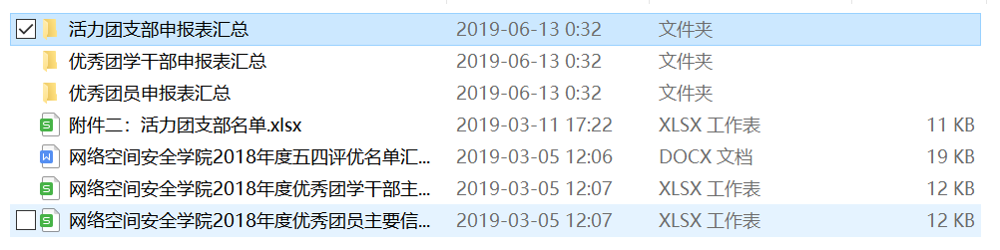 活力团支部申报表汇总 2019-06-13 0:32 文件夹
优秀团学干部申报表汇总 2019-06-13 0:32 文件夹
优秀团员申报表汇总 2019-06-13 0:32 文件夹
附件二：活力团支部名单.xlsx 2019-03-11 17:22 XLSX 工作表 11 KB
网络空间安全学院2018年度五四评优名单汇... 2019-03-05 12:06 DOCX 文档 19 KB
网络空间安全学院2018年度优秀团学干部主... 2019-03-05 12:07 XLSX 工作表 12 KB
网络空间安全学院2018年度优秀团员主要信... 2019-03-05 12:07 XLSX 工作表 12 KB